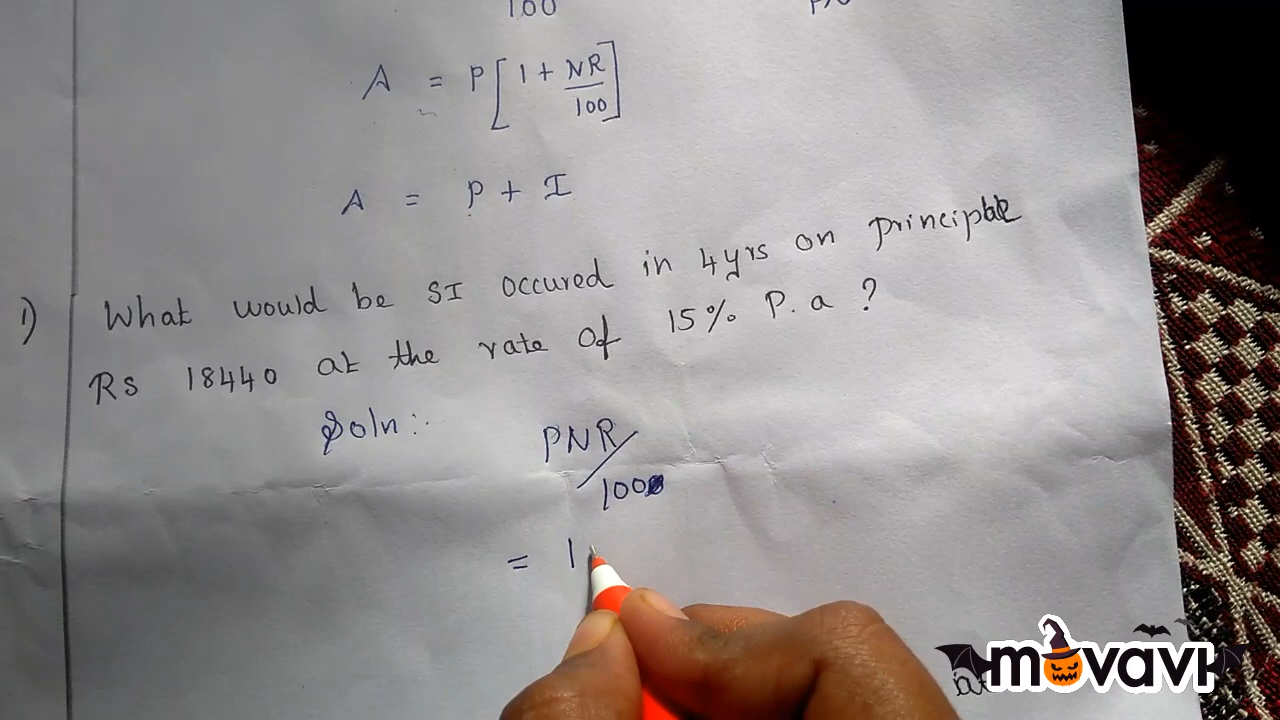 100
A = P [ 1 + NR
100 ]
A = P + I
1) What would be SI occured in 4yrs on principle
Rs 18440 at the rate of 15% P.a ?
Soln:
PNR/
100
= 1
movavi